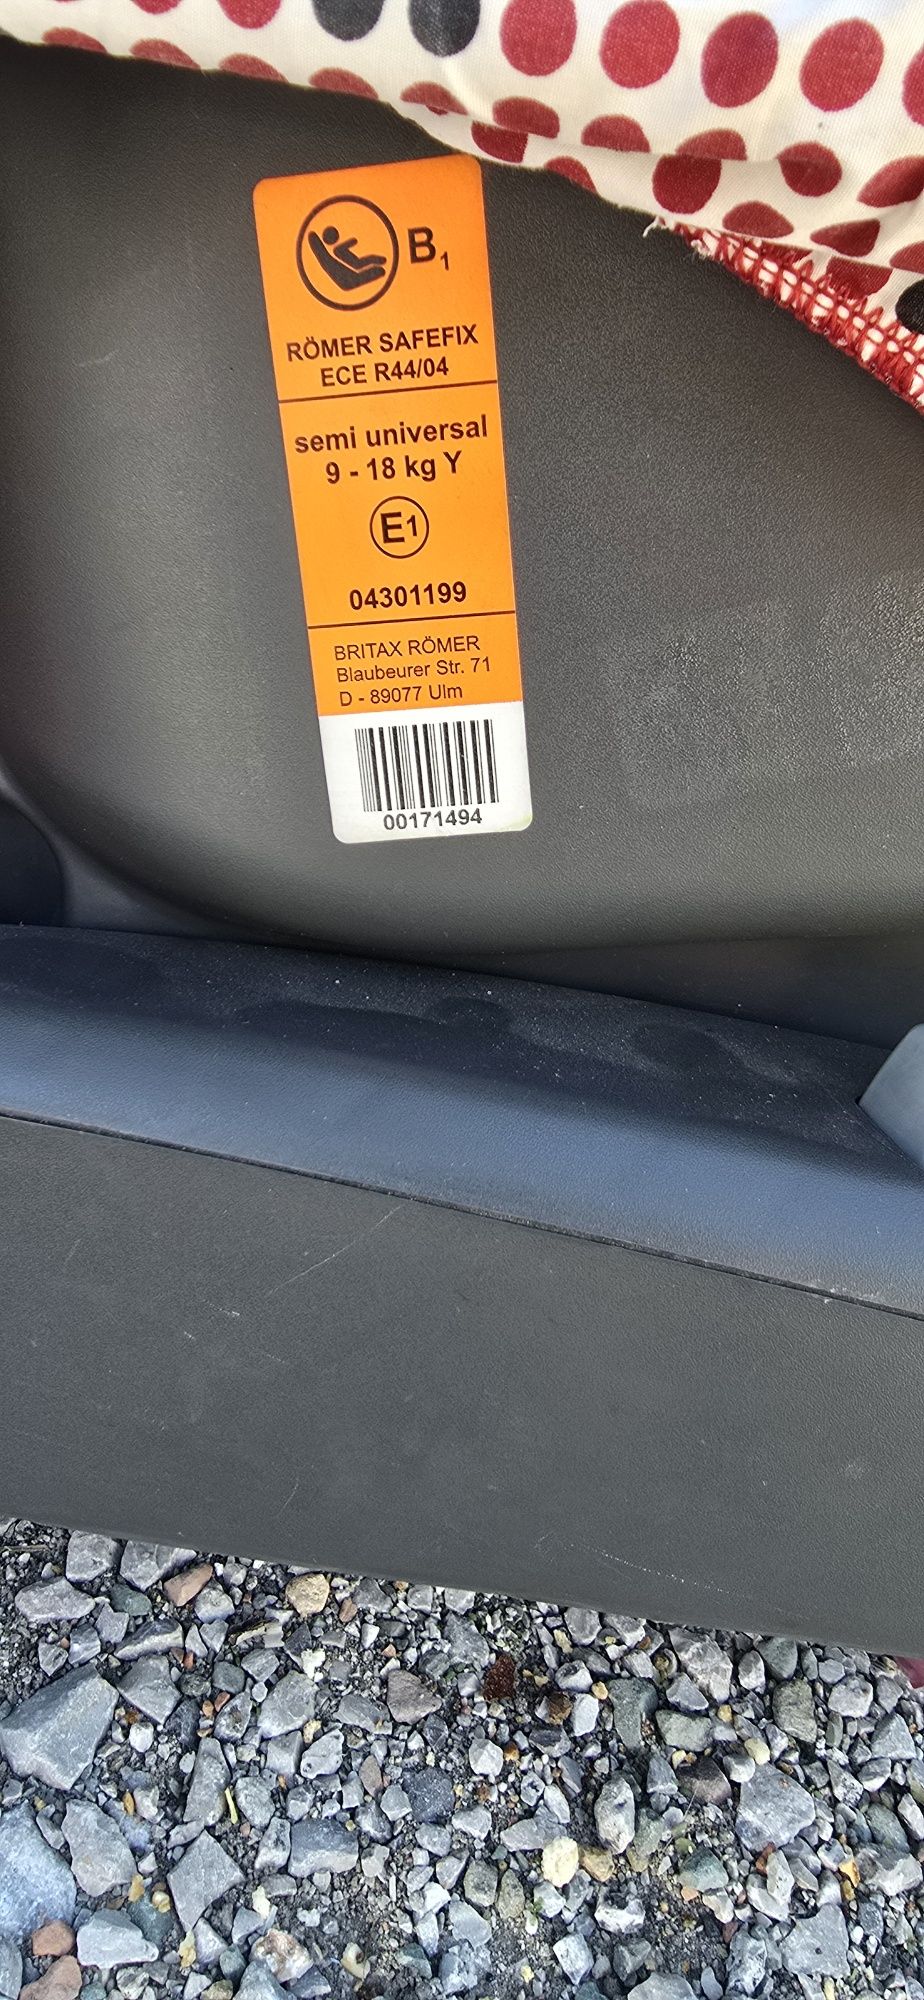 B1
RÖMER SAFEFIX
ECE R44/04
semi universal
9 - 18 kg Y
E1
04301199
BRITAX RÖMER
Blaubeurer Str. 71
D - 89077 Ulm
00171494